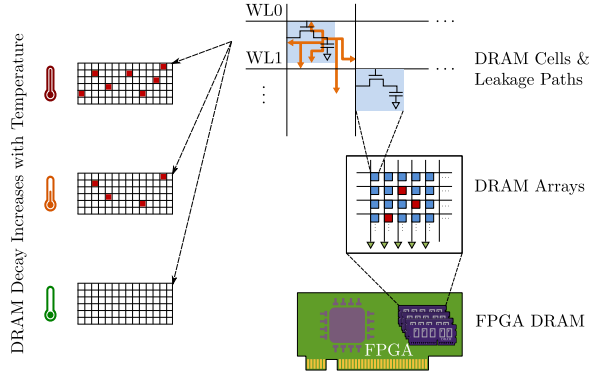 DRAM Decay Increases with Temperature
WL0
WL1
DRAM Cells &
Leakage Paths
DRAM Arrays
FPGA DRAM
FPGA